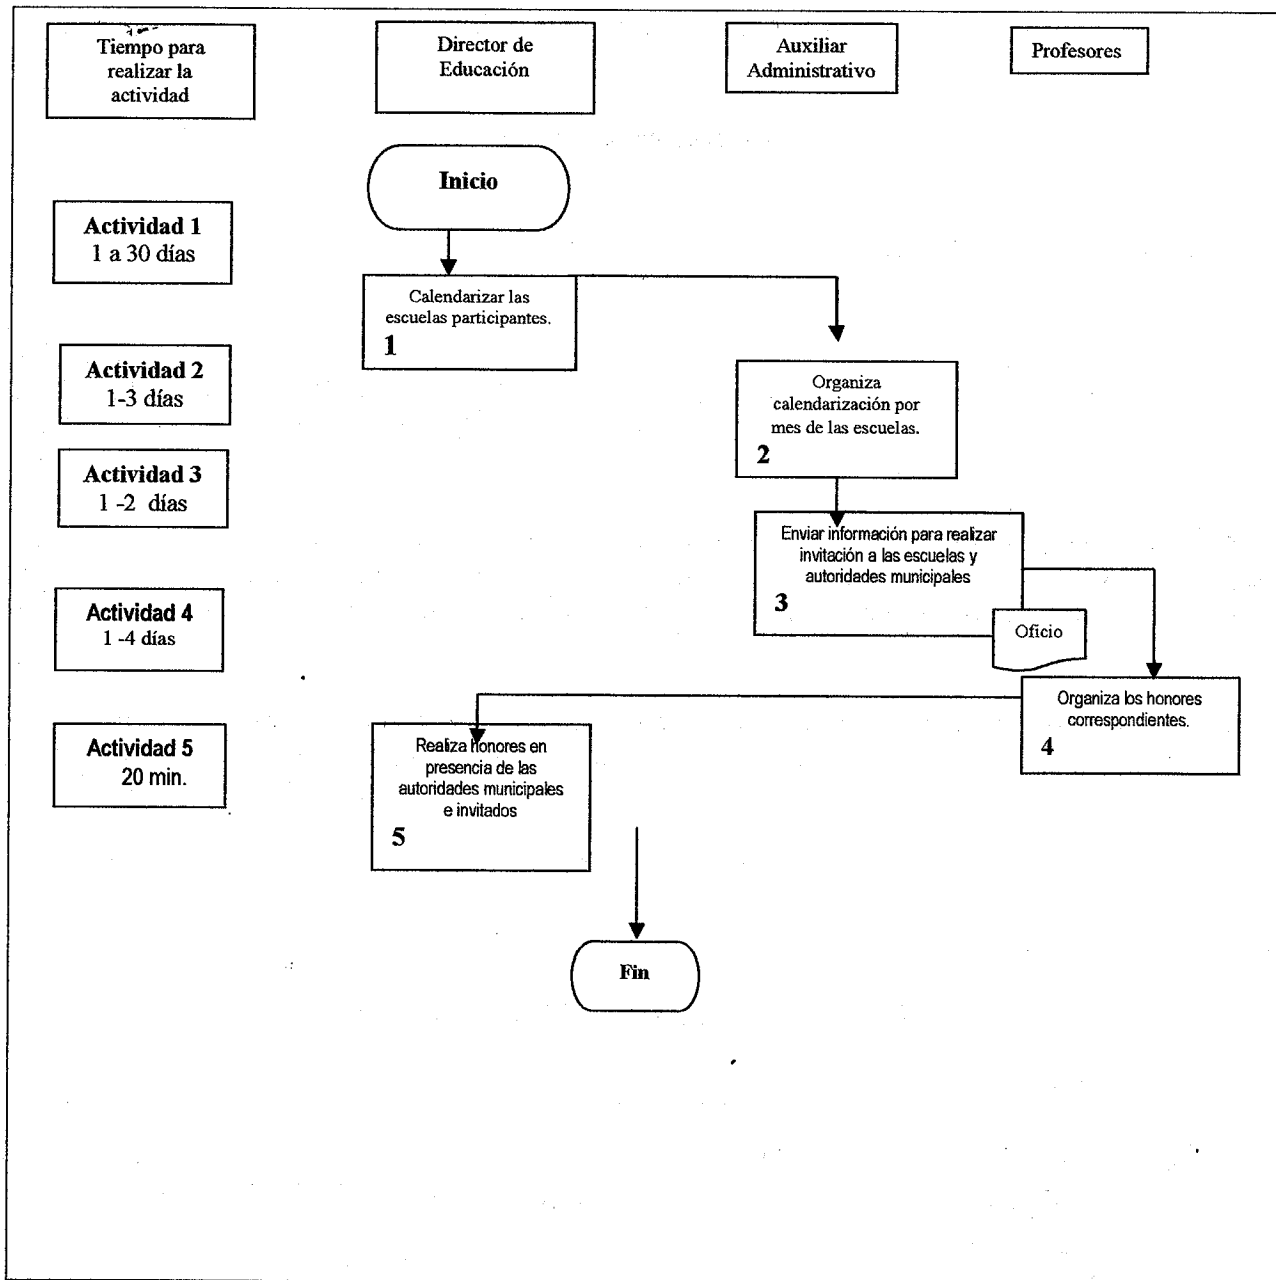 Tiempo para
realizar la
actividad
Director de
Educación
Auxiliar
Administrativo
Profesores
Inicio
Actividad 1
1 a 30 días
Calendarizar las
escuelas participantes.
1
Actividad 2
1-3 días
Organiza
calendarización por
mes de las escuelas.
2
Actividad 3
1 -2 días
Enviar información para realizar
invitación a las escuelas y
autoridades municipales
3
Oficio
Actividad 4
1 -4 días
Organiza los honores
correspondientes.
4
Actividad 5
20 min.
Realiza honores en
presencia de las
autoridades municipales
e invitados
5
Fin